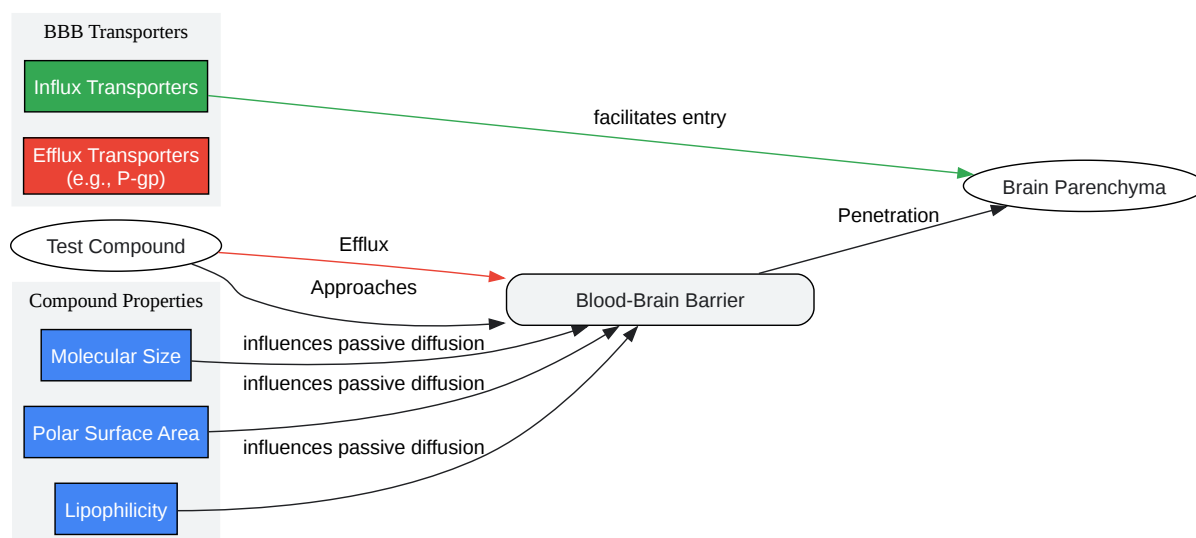 BBB Transporters
Influx Transporters
facilitates entry
Efflux Transporters
(e.g., P-gp)
Brain Parenchyma
Penetration
Test Compound
Efflux
Approaches
Blood-Brain Barrier
Compound Properties
Molecular Size
influences passive diffusion
influences passive diffusion
Polar Surface Area
influences passive diffusion
Lipophilicity